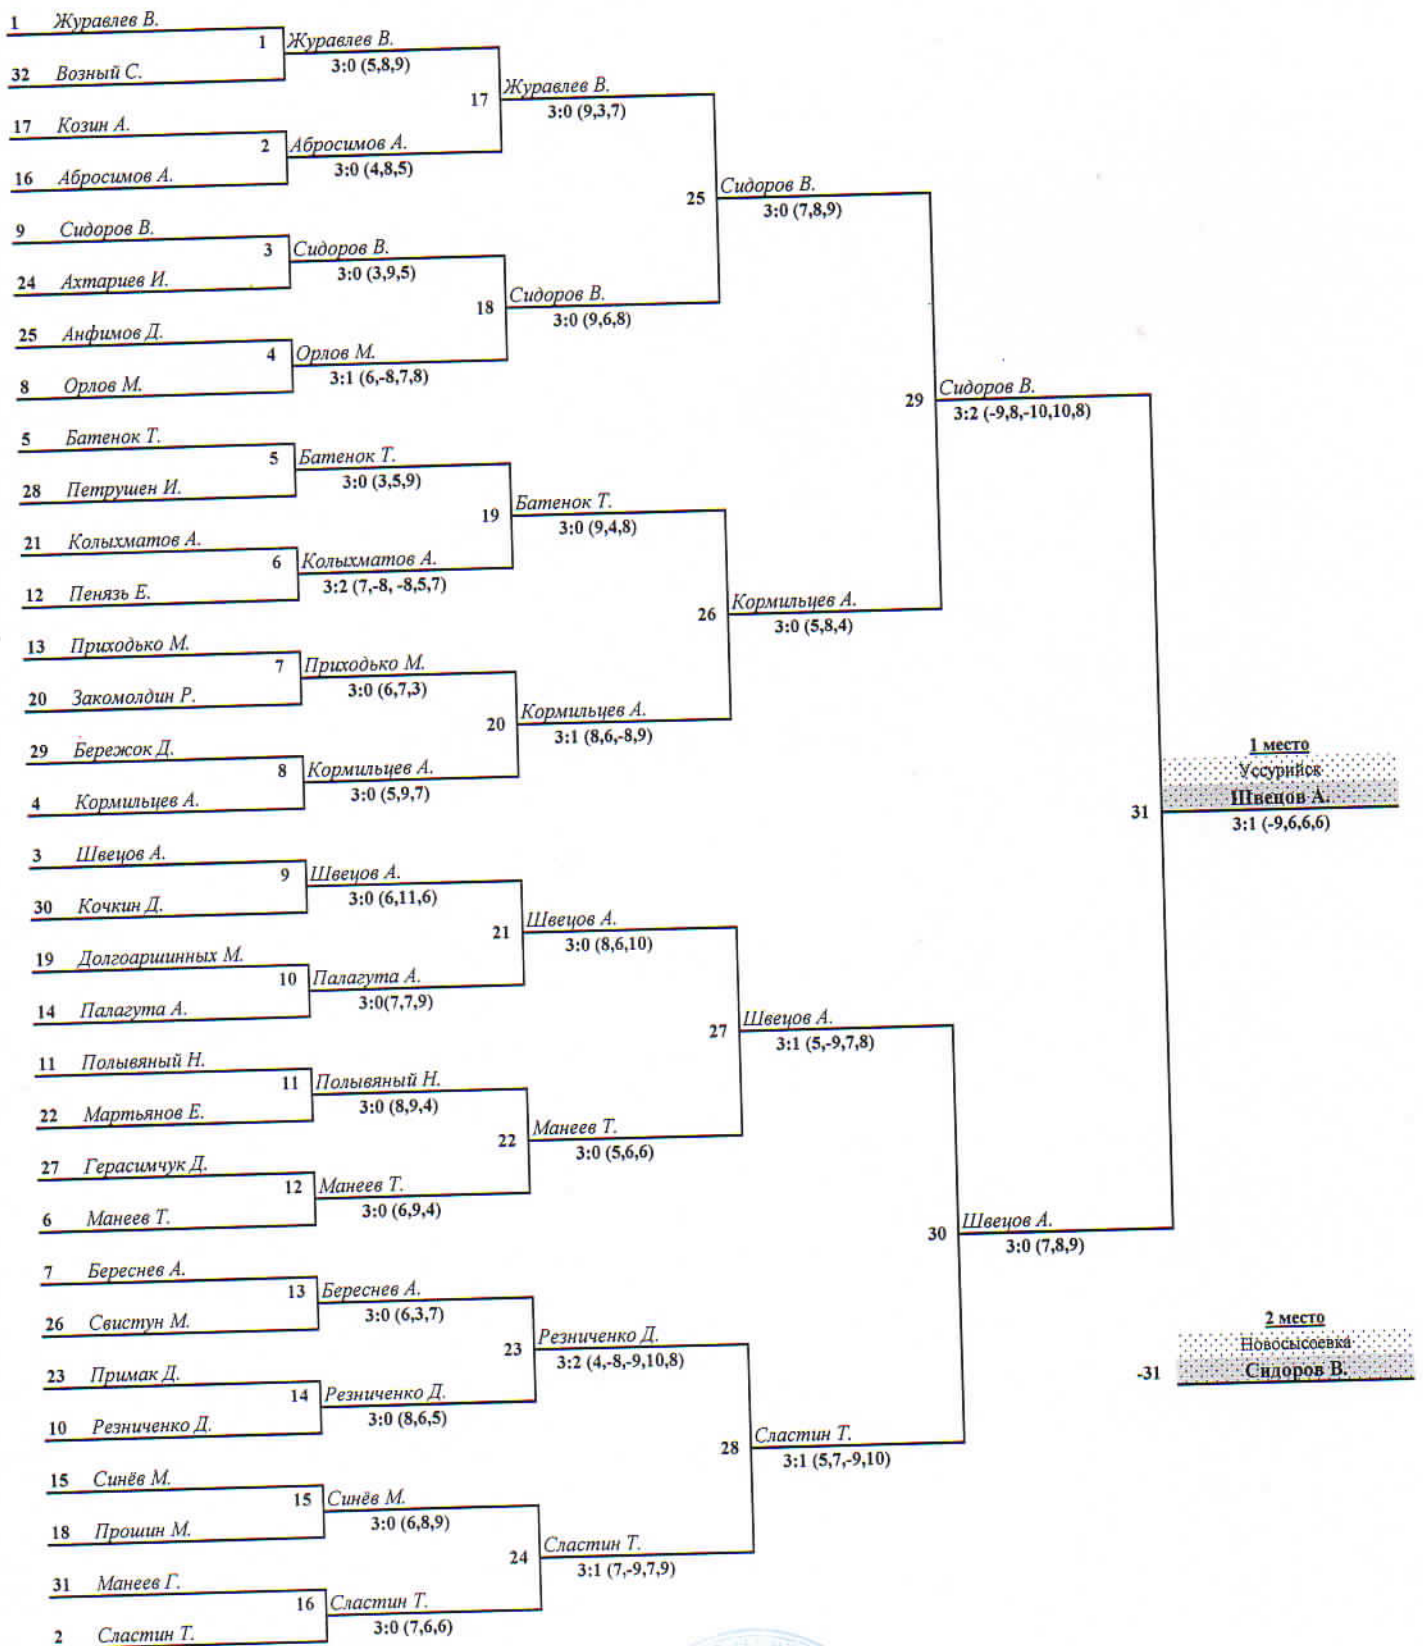 1 Журавлев В.
1 Журавлев В.
3:0 (5,8,9)
32 Возный С.
17 Журавлев В.
3:0 (9,3,7)
17 Козин А.
2 Абросимов А.
3:0 (4,8,5)
16 Абросимов А.
25 Сидоров В.
3:0 (7,8,9)
9 Сидоров В.
3 Сидоров В.
3:0 (3,9,5)
24 Ахтариев И.
18 Сидоров В.
3:0 (9,6,8)
25 Анфимов Д.
4 Орлов М.
3:1 (6,-8,7,8)
8 Орлов М.
29 Сидоров В.
3:2 (-9,8,-10,10,8)
5 Батенок Т.
5 Батенок Т.
3:0 (3,5,9)
28 Петрушен И.
19 Батенок Т.
3:0 (9,4,8)
21 Колыхматов А.
6 Колыхматов А.
3:2 (7,-8, -8,5,7)
12 Пенязь Е.
26 Кормильцев А.
3:0 (5,8,4)
13 Приходько М.
7 Приходько М.
3:0 (6,7,3)
20 Закомолдин Р.
20 Кормильцев А.
3:1 (8,6,-8,9)
29 Бережок Д.
8 Кормильцев А.
3:0 (5,9,7)
4 Кормильцев А.
1 место
Уссурийск
31 Швецов А.
3:1 (-9,6,6,6)
3 Швецов А.
9 Швецов А.
3:0 (6,11,6)
30 Кочкин Д.
21 Швецов А.
3:0 (8,6,10)
19 Долгоаршинных М.
10 Палагута А.
3:0(7,7,9)
14 Палагута А.
27 Швецов А.
3:1 (5,-9,7,8)
11 Полывяный Н.
11 Полывяный Н.
3:0 (8,9,4)
22 Мартьянов Е.
22 Манеев Т.
3:0 (5,6,6)
27 Герасимчук Д.
12 Манеев Т.
3:0 (6,9,4)
6 Манеев Т.
30 Швецов А.
3:0 (7,8,9)
7 Береснев А.
13 Береснев А.
3:0 (6,3,7)
26 Свистун М.
23 Резниченко Д.
3:2 (4,-8,-9,10,8)
2 место
Новосысоевка
-31 Сидоров В.
23 Примак Д.
14 Резниченко Д.
3:0 (8,6,5)
10 Резниченко Д.
28 Сластин Т.
3:1 (5,7,-9,10)
15 Синёв М.
15 Синёв М.
3:0 (6,8,9)
18 Прошин М.
24 Сластин Т.
3:1 (7,-9,7,9)
31 Манеев Г.
16 Сластин Т.
3:0 (7,6,6)
2 Сластин Т.